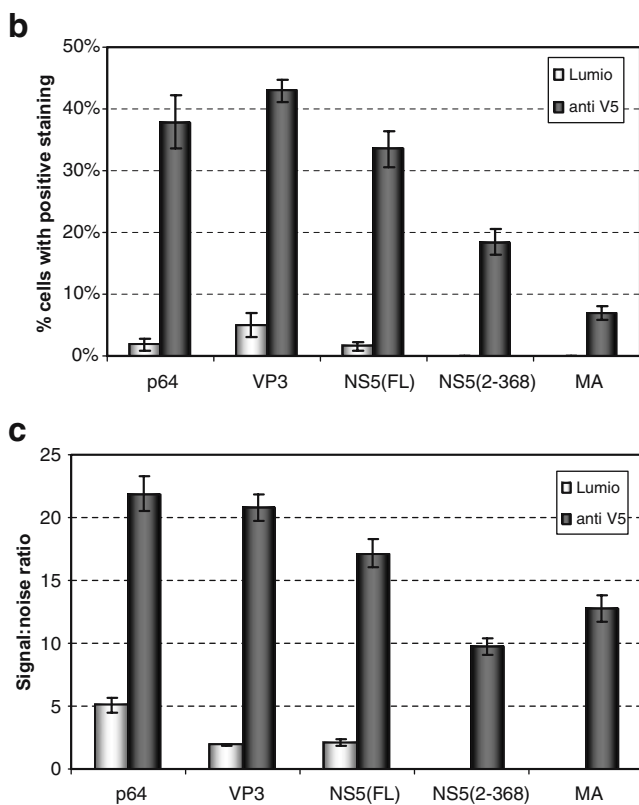 b
% cells with positive staining
50%
40%
30%
20%
10%
0%
Lumio
anti V5
p64 VP3 NS5(FL) NS5(2-368) MA
c
Signal:noise ratio
25
20
15
10
5
0
Lumio
anti V5
p64 VP3 NS5(FL) NS5(2-368) MA